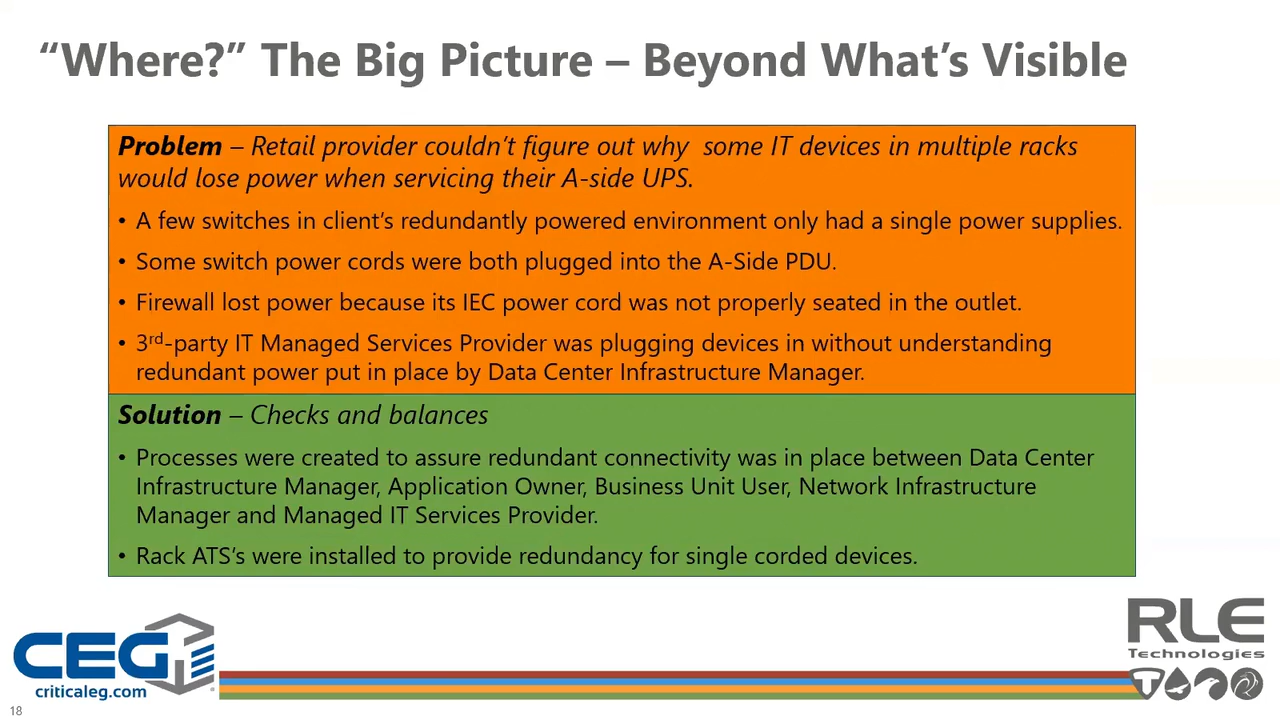 “Where?” The Big Picture – Beyond What’s Visible
Problem – Retail provider couldn’t figure out why  some IT devices in multiple racks
would lose power when servicing their A-side UPS.
• A few switches in client’s redundantly powered environment only had a single power supplies.
• Some switch power cords were both plugged into the A-Side PDU.
• Firewall lost power because its IEC power cord was not properly seated in the outlet.
• 3rd-party IT Managed Services Provider was plugging devices in without understanding
redundant power put in place by Data Center Infrastructure Manager.
Solution – Checks and balances
• Processes were created to assure redundant connectivity was in place between Data Center
Infrastructure Manager, Application Owner, Business Unit User, Network Infrastructure
Manager and Managed IT Services Provider.
• Rack ATS’s were installed to provide redundancy for single corded devices.
CEG
criticaleg.com
RLE
Technologies
18